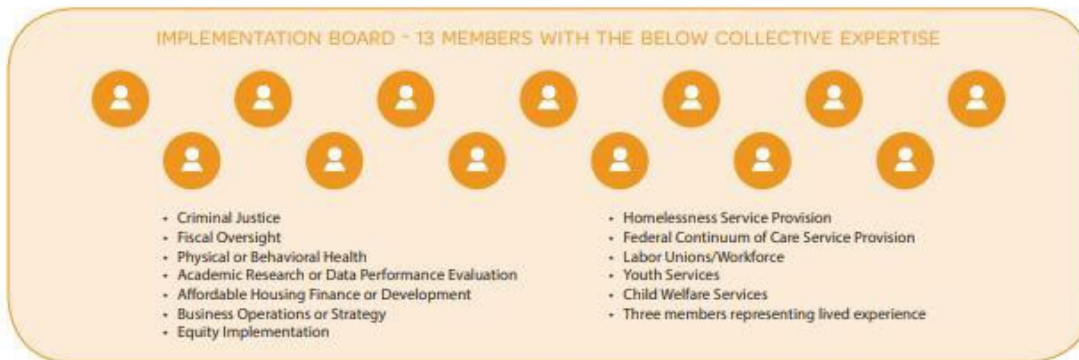 IMPLEMENTATION BOARD - 13 MEMBERS WITH THE BELOW COLLECTIVE EXPERTISE
• Criminal Justice
• Fiscal Oversight
• Physical or Behavioral Health
• Academic Research or Data Performance Evaluation
• Affordable Housing Finance or Development
• Business Operations or Strategy
• Equity Implementation
• Homelessness Service Provision
• Federal Continuum of Care Service Provision
• Labor Unions/Workforce
• Youth Services
• Child Welfare Services
• Three members representing lived experience